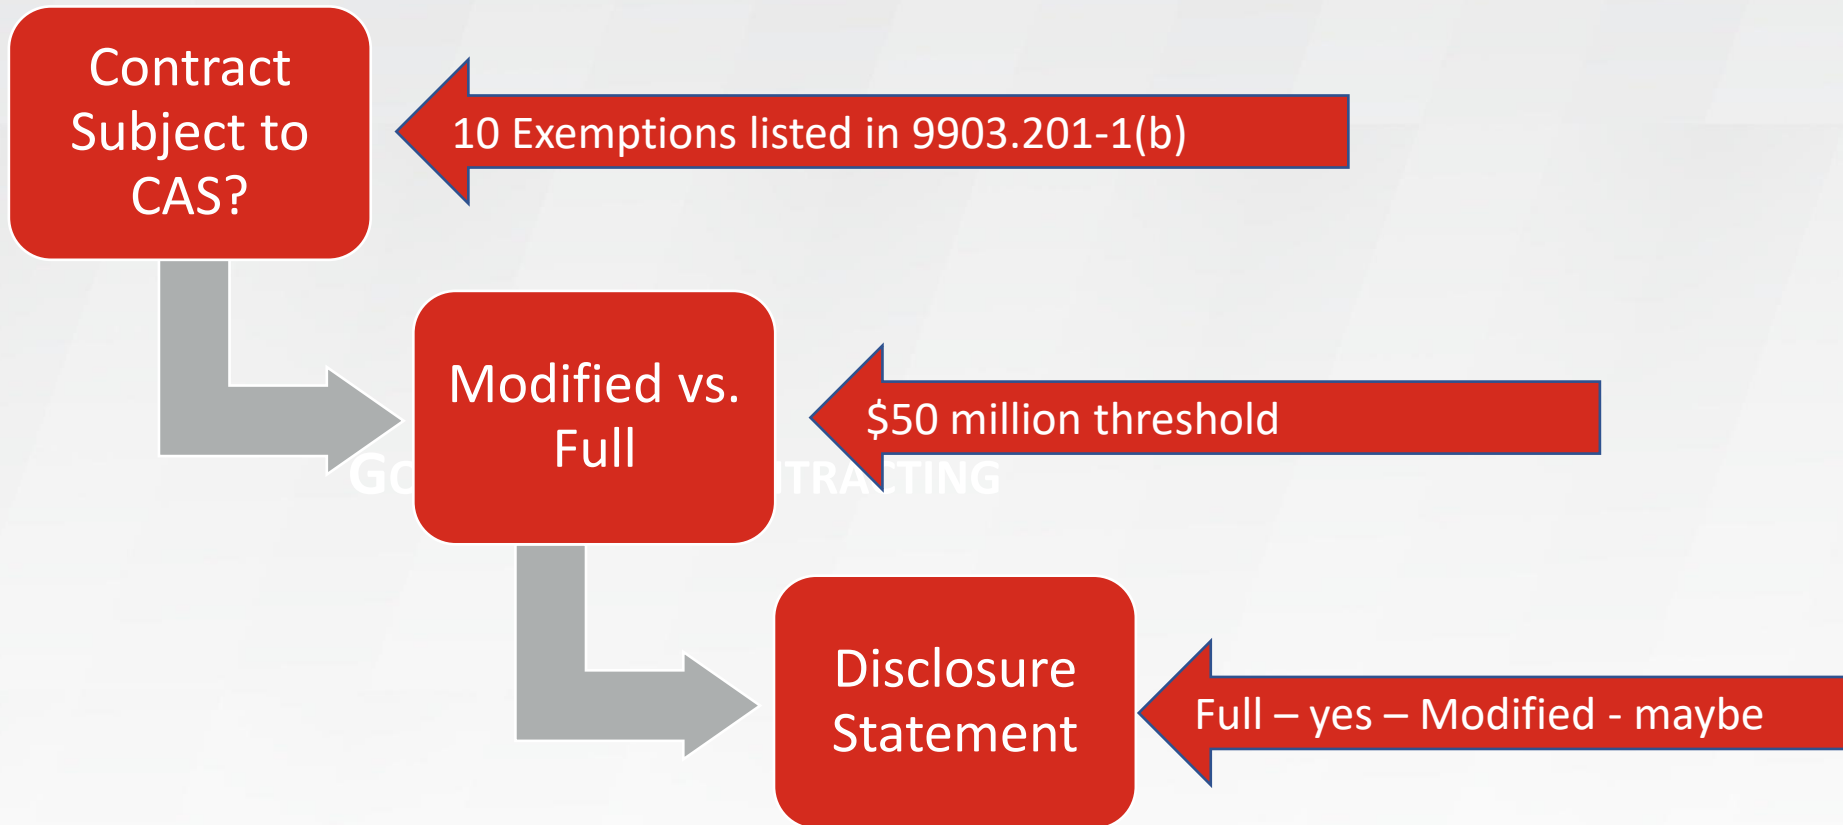 Contract
Subject to
CAS?
10 Exemptions listed in 9903.201-1(b)
Modified vs.
Full
$50 million threshold
Disclosure
Statement
Full – yes – Modified - maybe